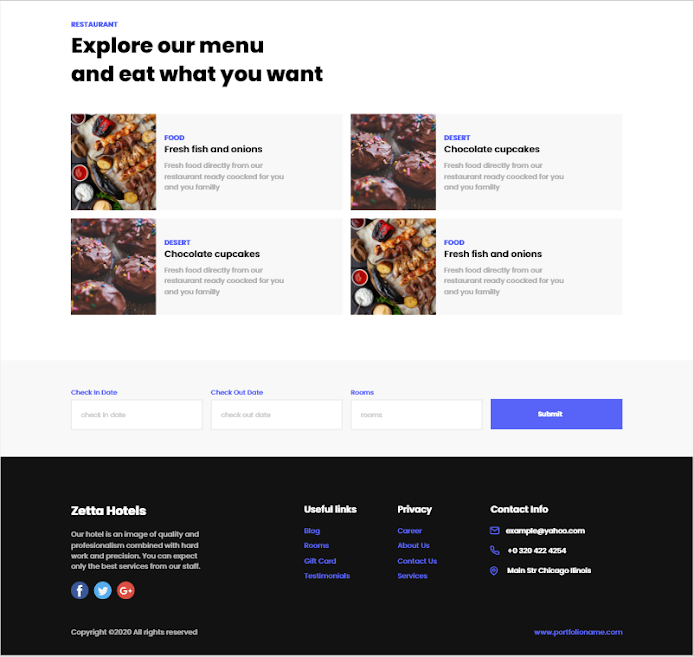 RESTAURANT
Explore our menu
and eat what you want
FOOD
Fresh fish and onions
Fresh food directly from our
restaurant ready coocked for you
and you familly
DESERT
Chocolate cupcakes
Fresh food directly from our
restaurant ready coocked for you
and you familly
DESERT
Chocolate cupcakes
Fresh food directly from our
restaurant ready coocked for you
and you familly
FOOD
Fresh fish and onions
Fresh food directly from our
restaurant ready coocked for you
and you familly
Check In Date
check in date
Check Out Date
check out date
Rooms
rooms
Submit
Zetta Hotels
Our hotel is an image of quality and
profesionalism combined with hard
work and precision. You can expect
only the best services from our staff.
f
G+
Useful links
Blog
Rooms
Gift Card
Testimonials
Privacy
Career
About Us
Contact Us
Services
Contact Info
example@yahoo.com
+0 320 422 4254
Main Str Chicago Ilinois
Copyright ©2020 All rights reserved
www.portfolioname.com